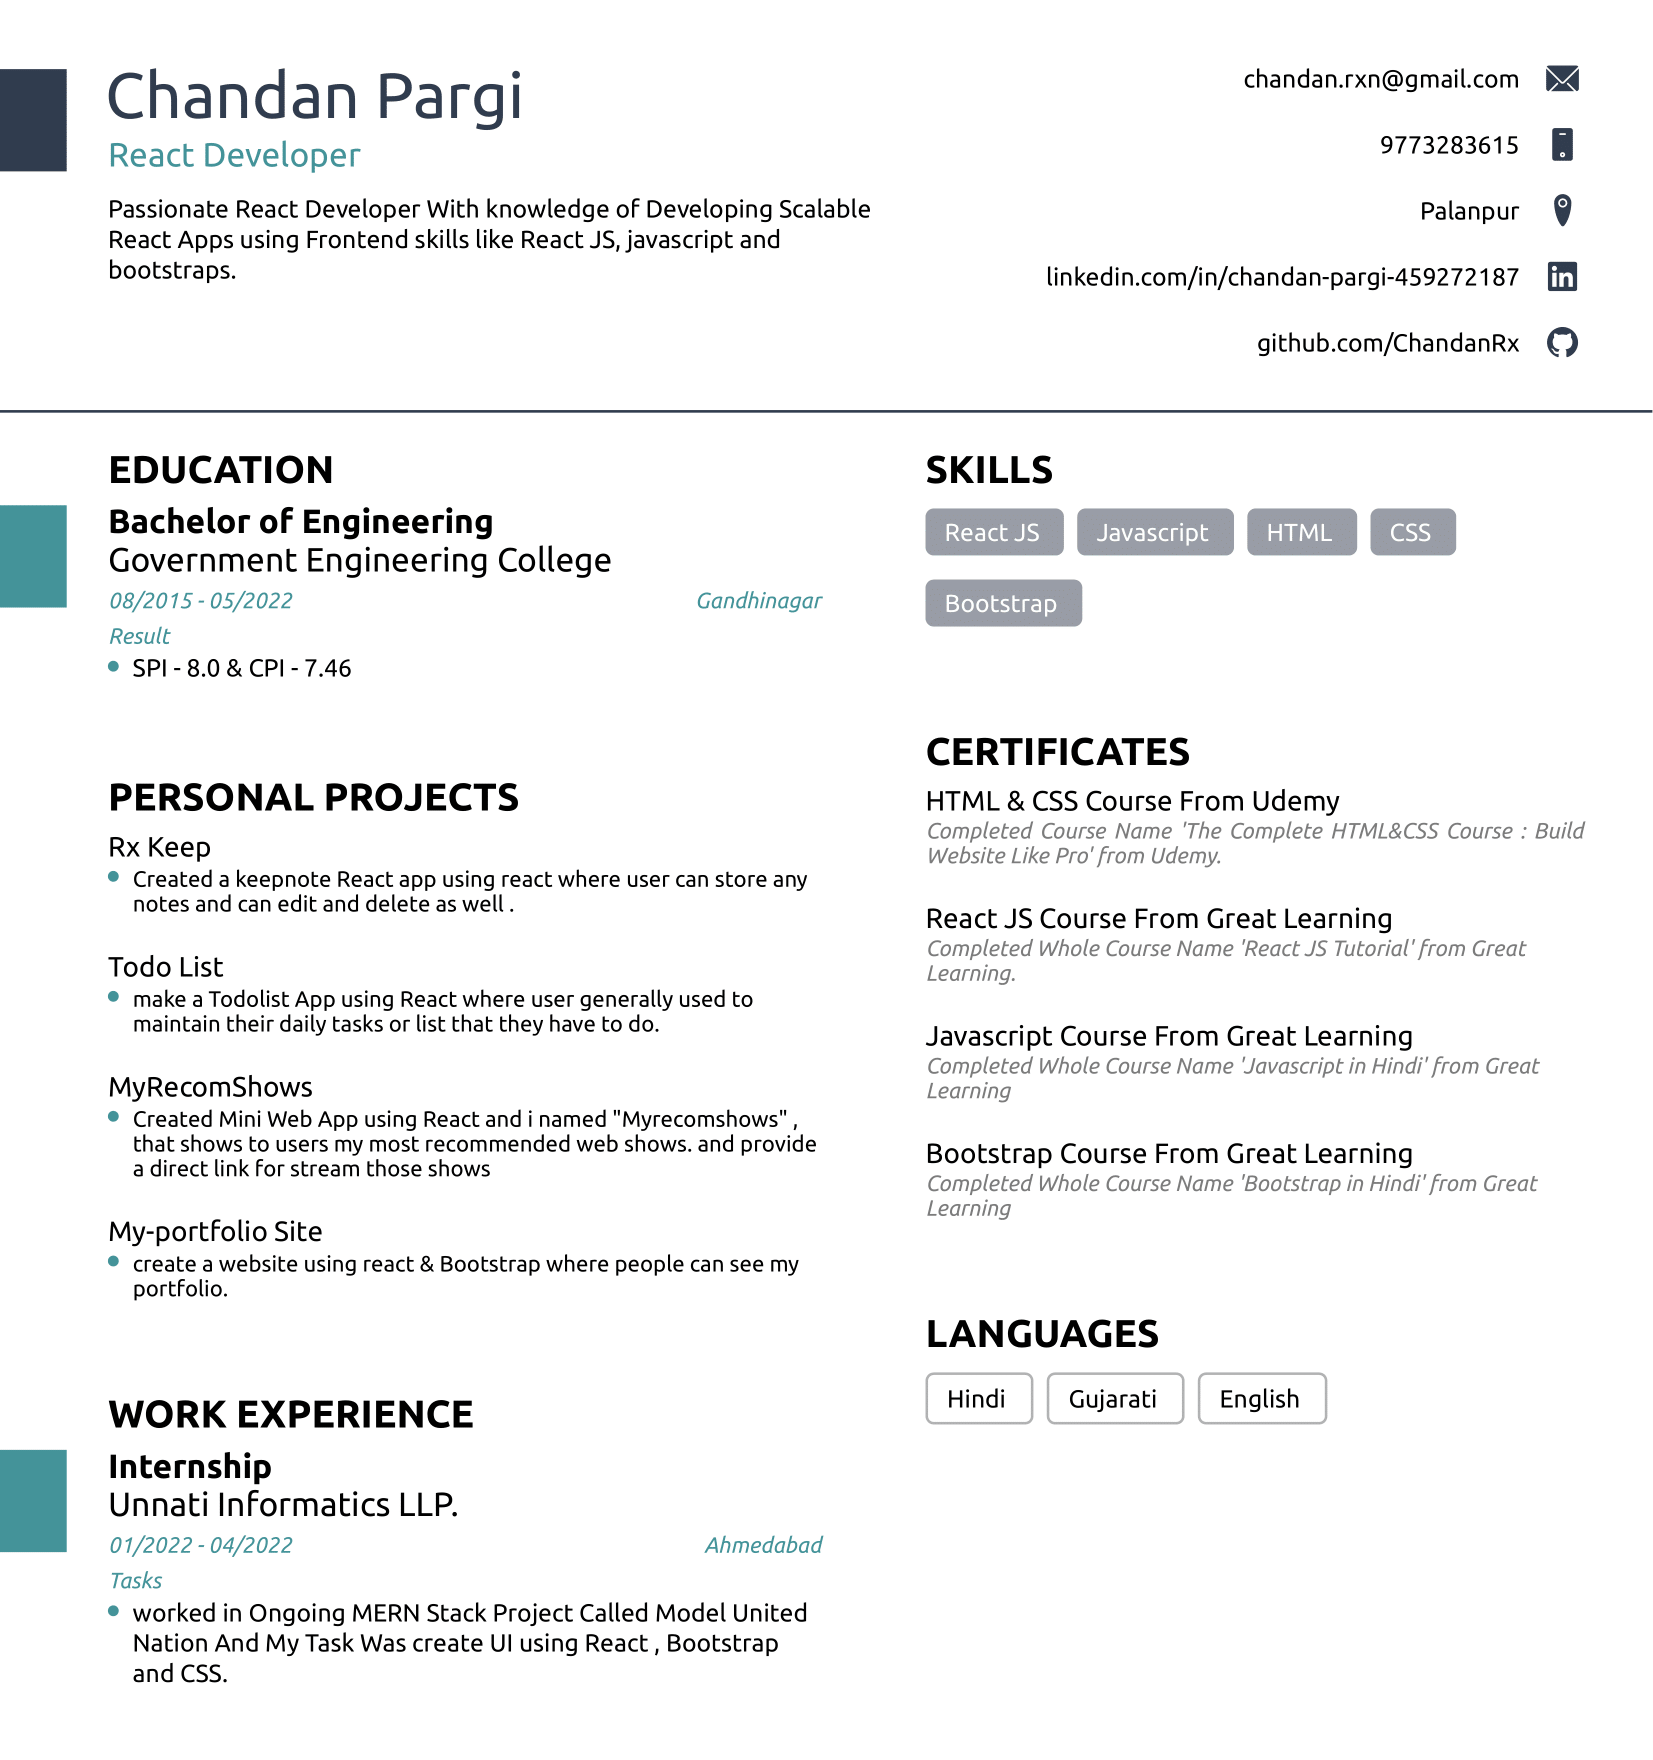 Chandan Pargi
React Developer
Passionate React Developer With knowledge of Developing Scalable
React Apps using Frontend skills like React JS, javascript and
bootstraps.
chandan.rxn@gmail.com
9773283615
Palanpur
linkedin.com/in/chandan-pargi-459272187
github.com/ChandanRx
EDUCATION
Bachelor of Engineering
Government Engineering College
08/2015 - 05/2022 Gandhinagar
Result
SPI - 8.0 & CPI - 7.46
PERSONAL PROJECTS
Rx Keep
Created a keepnote React app using react where user can store any
notes and can edit and delete as well .
Todo List
make a Todolist App using React where user generally used to
maintain their daily tasks or list that they have to do.
MyRecomShows
Created Mini Web App using React and i named "Myrecomshows" ,
that shows to users my most recommended web shows. and provide
a direct link for stream those shows
My-portfolio Site
create a website using react & Bootstrap where people can see my
portfolio.
WORK EXPERIENCE
Internship
Unnati Informatics LLP.
01/2022 - 04/2022 Ahmedabad
Tasks
worked in Ongoing MERN Stack Project Called Model United
Nation And My Task Was create UI using React , Bootstrap
and CSS.
SKILLS
React JS Javascript HTML CSS
Bootstrap
CERTIFICATES
HTML & CSS Course From Udemy
Completed Course Name 'The Complete HTML&CSS Course : Build
Website Like Pro' from Udemy.
React JS Course From Great Learning
Completed Whole Course Name 'React JS Tutorial' from Great
Learning.
Javascript Course From Great Learning
Completed Whole Course Name 'Javascript in Hindi' from Great
Learning
Bootstrap Course From Great Learning
Completed Whole Course Name 'Bootstrap in Hindi' from Great
Learning
LANGUAGES
Hindi Gujarati English